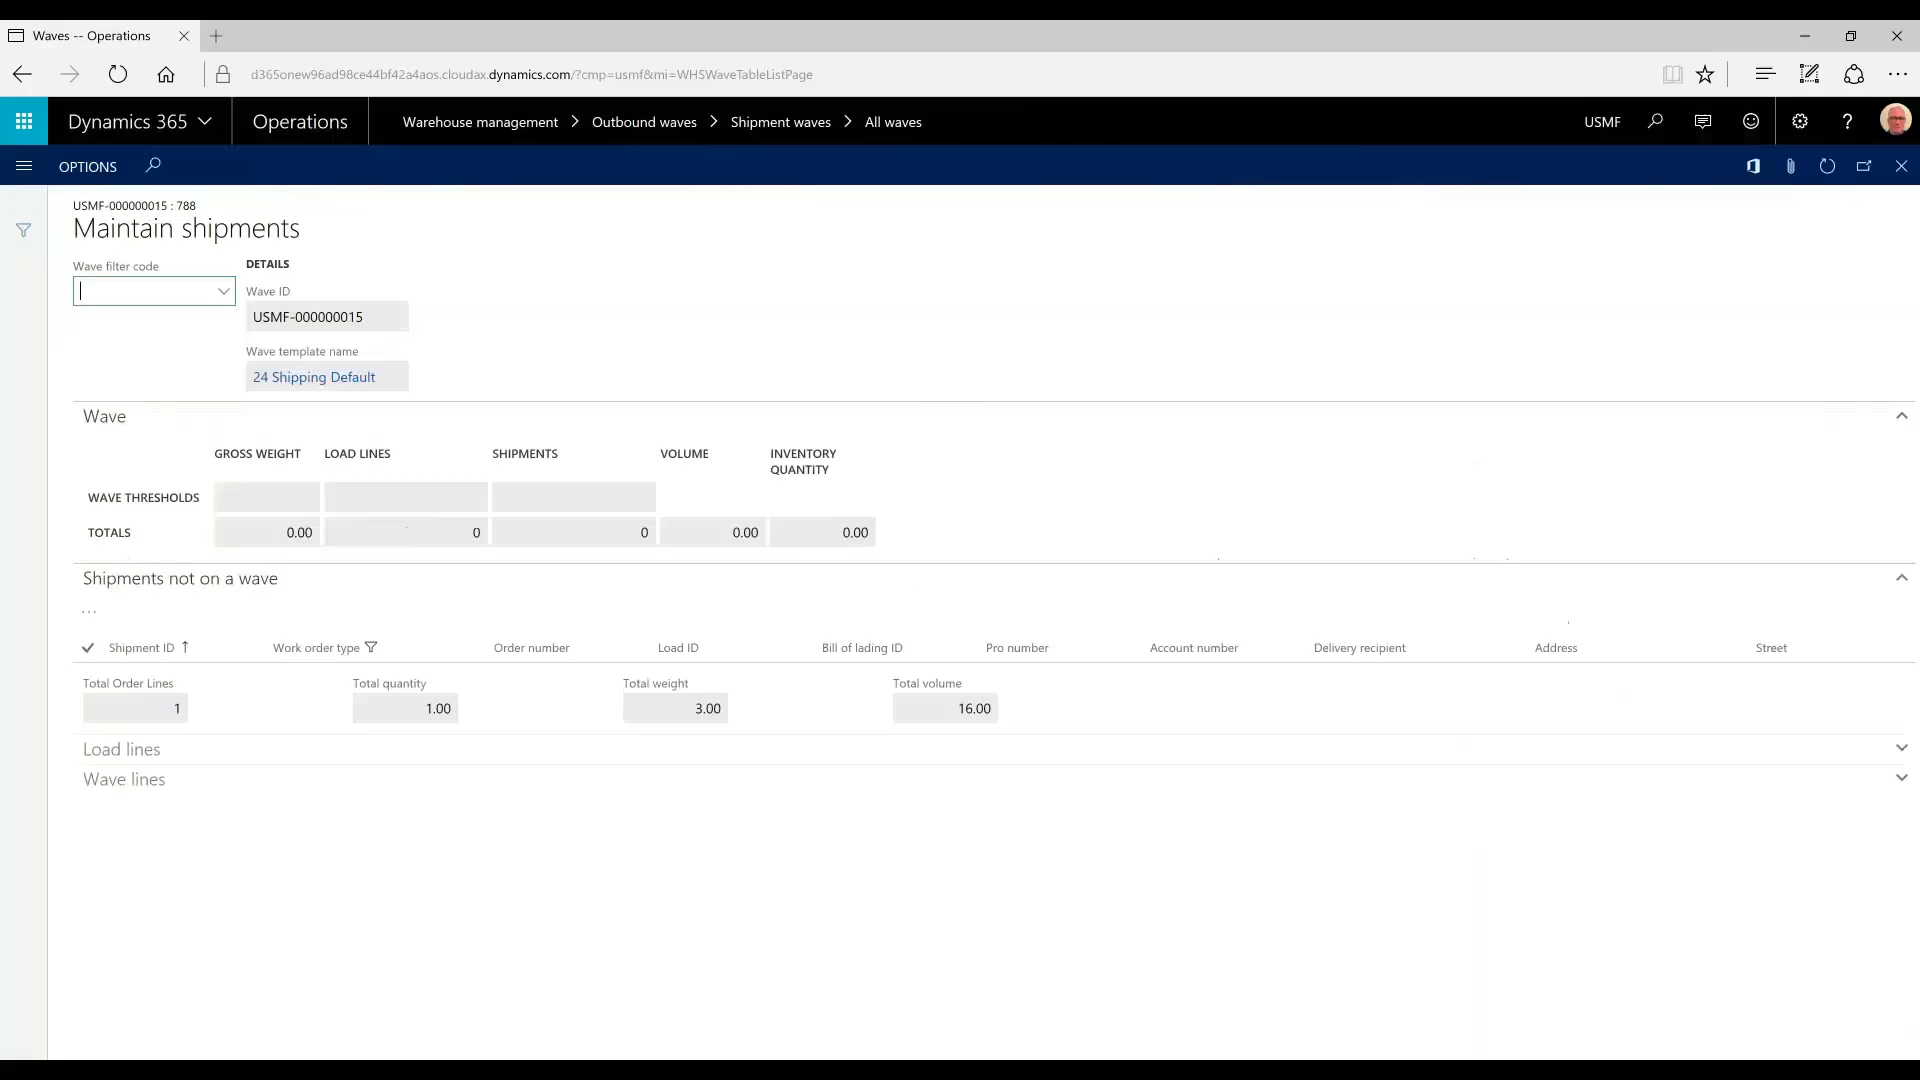 Waves -- Operations
d365onew96ad98ce44bf42a4aos.cloudax.dynamics.com/?cmp=usmf&mi=WHSWaveTableListPage
Dynamics 365 Operations Warehouse management > Outbound waves > Shipment waves > All waves USMF
OPTIONS
USMF-000000015 : 788
Maintain shipments
Wave filter code
DETAILS
Wave ID
USMF-000000015
Wave template name
24 Shipping Default
Wave
GROSS WEIGHT LOAD LINES SHIPMENTS VOLUME INVENTORY QUANTITY
WAVE THRESHOLDS
TOTALS 0.00 0 0 0.00 0.00
Shipments not on a wave
...
Shipment ID Work order type Order number Load ID Bill of lading ID Pro number Account number Delivery recipient Address Street
Total Order Lines Total quantity Total weight Total volume
1 1.00 3.00 16.00
Load lines
Wave lines